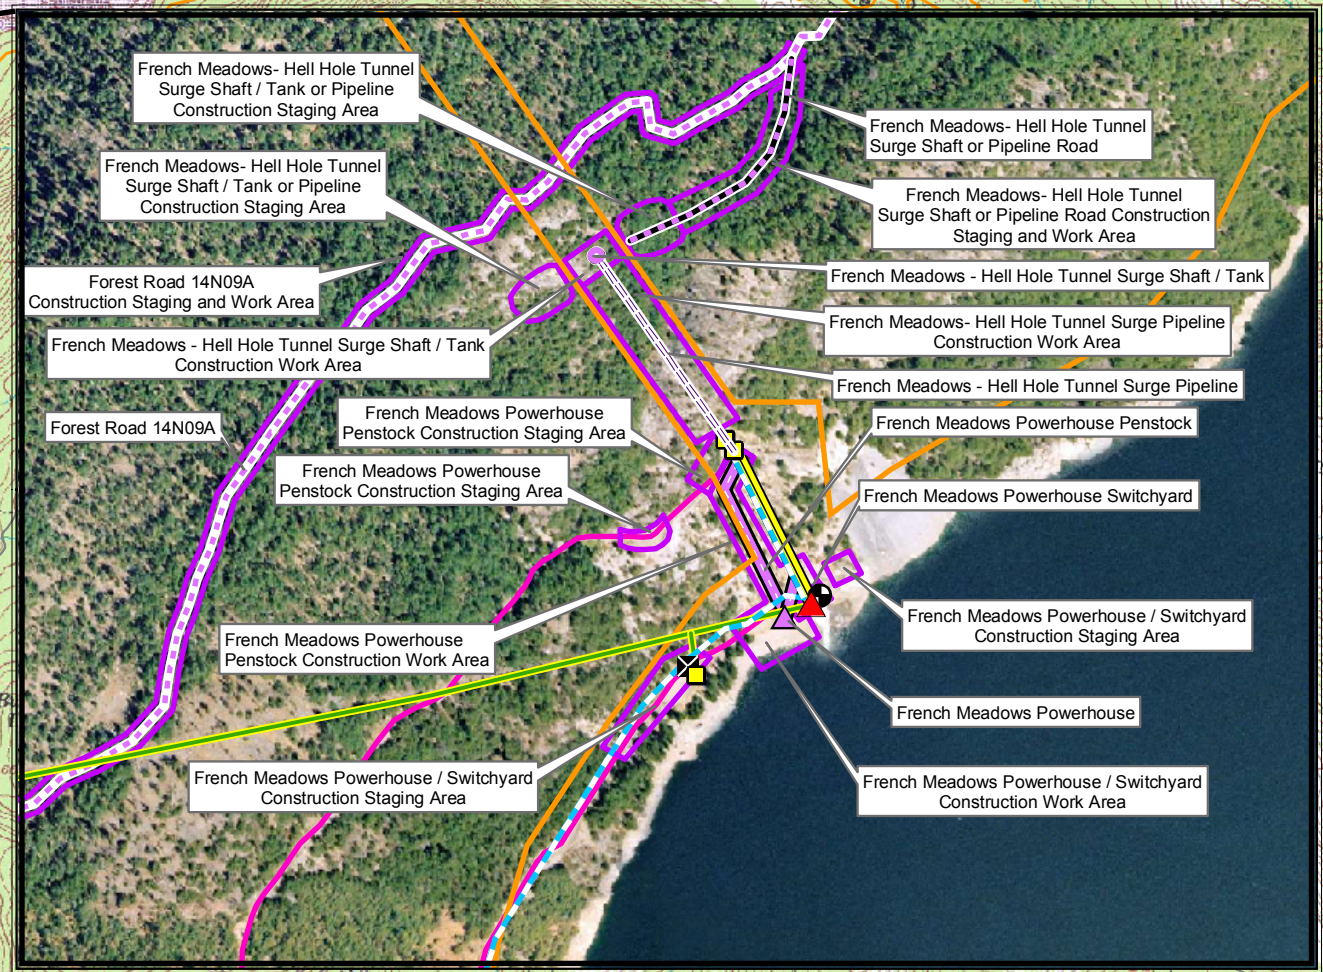 French Meadows- Hell Hole Tunnel
Surge Shaft / Tank or Pipeline
Construction Staging Area
French Meadows- Hell Hole Tunnel
Surge Shaft or Pipeline Road
French Meadows- Hell Hole Tunnel
Surge Shaft / Tank or Pipeline
Construction Staging Area
French Meadows- Hell Hole Tunnel
Surge Shaft or Pipeline Road Construction
Staging and Work Area
Forest Road 14N09A
Construction Staging and Work Area
French Meadows - Hell Hole Tunnel Surge Shaft / Tank
French Meadows - Hell Hole Tunnel Surge Shaft / Tank
Construction Work Area
French Meadows- Hell Hole Tunnel Surge Pipeline
Construction Work Area
French Meadows - Hell Hole Tunnel Surge Pipeline
French Meadows Powerhouse
Penstock Construction Staging Area
French Meadows Powerhouse Penstock
Forest Road 14N09A
French Meadows Powerhouse
Penstock Construction Staging Area
French Meadows Powerhouse Switchyard
French Meadows Powerhouse / Switchyard
Construction Staging Area
French Meadows Powerhouse
Penstock Construction Work Area
French Meadows Powerhouse
French Meadows Powerhouse / Switchyard
Construction Staging Area
French Meadows Powerhouse / Switchyard
Construction Work Area